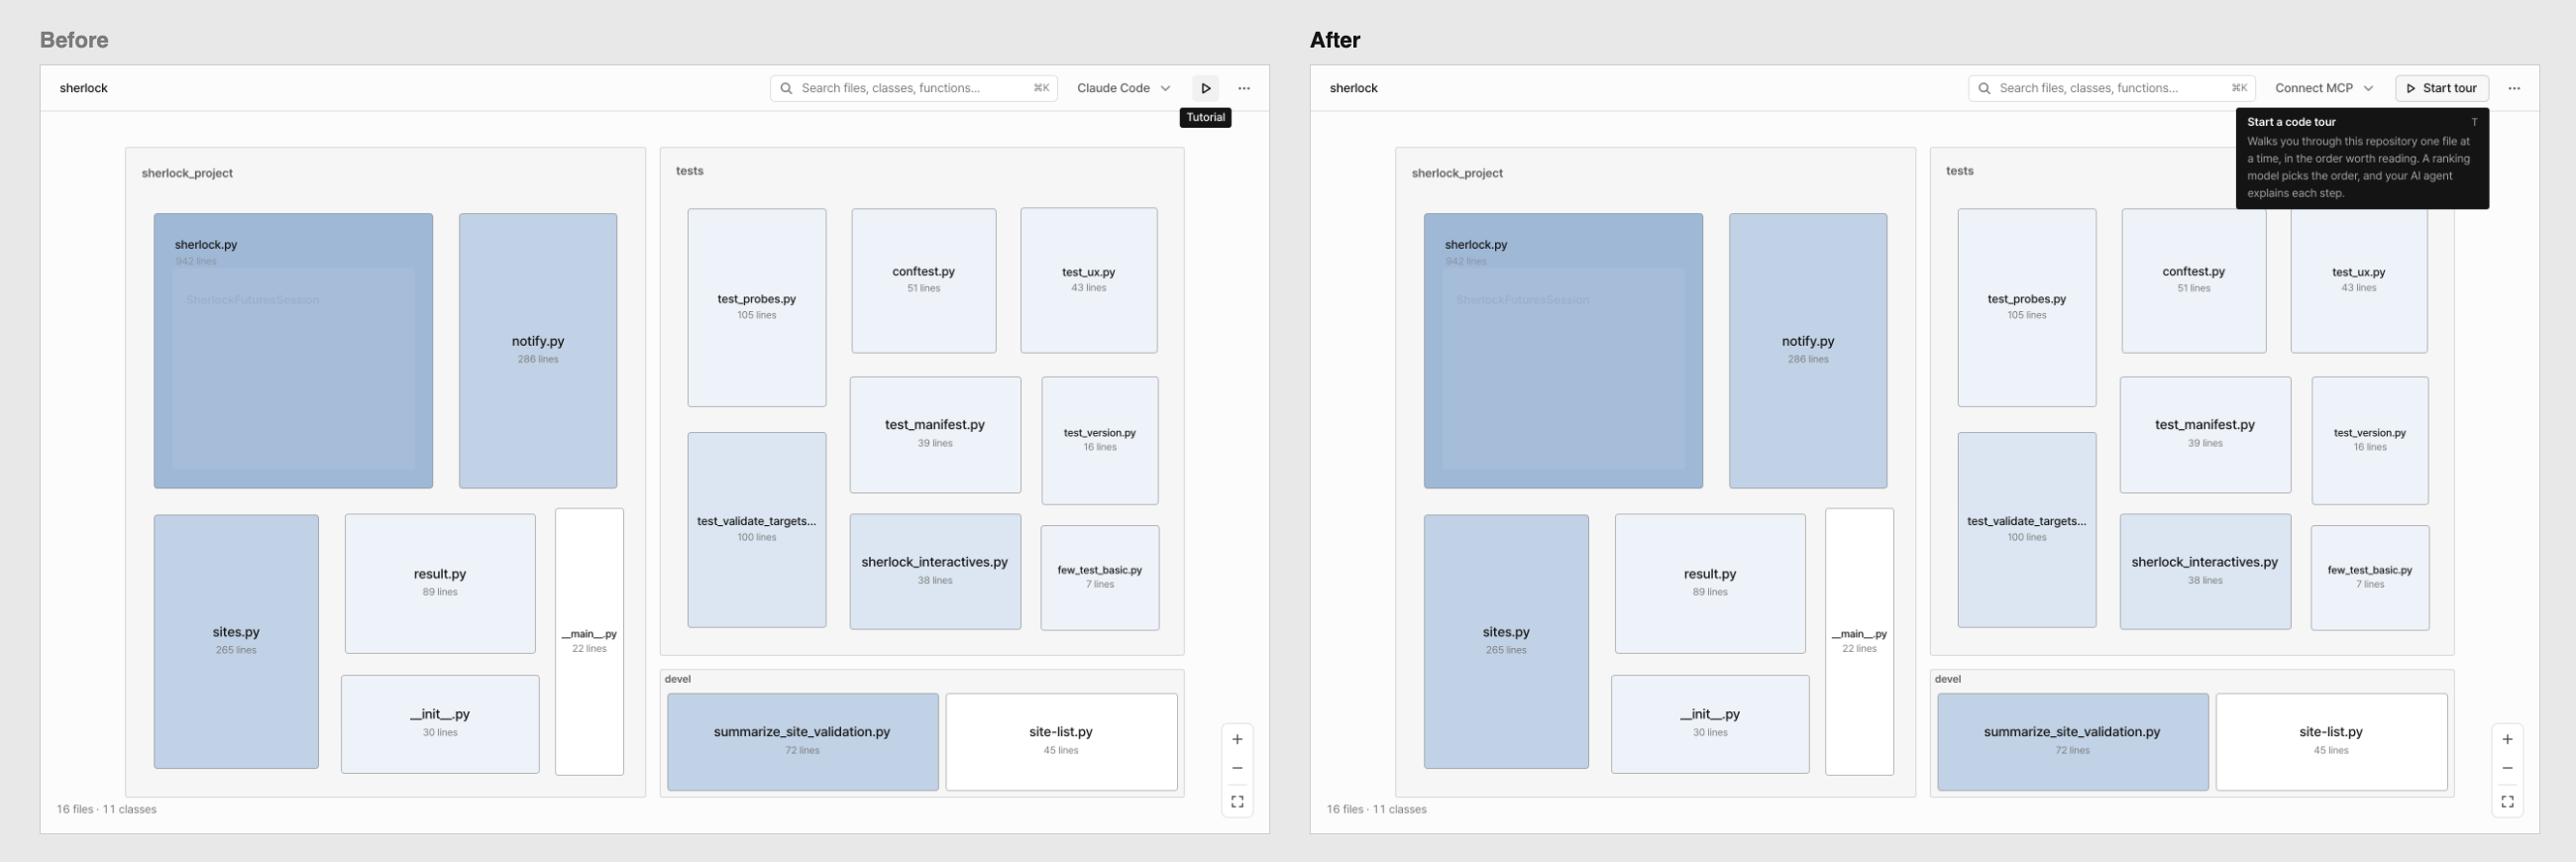 Before
sherlock
Search files, classes, functions... ⌘K
Claude Code
Tutorial
sherlock_project
sherlock.py
942 lines
SherlockFuturesSession
notify.py
286 lines
sites.py
265 lines
result.py
89 lines
__init__.py
30 lines
__main__.py
22 lines
tests
test_probes.py
105 lines
conftest.py
51 lines
test_ux.py
43 lines
test_manifest.py
39 lines
test_version.py
16 lines
test_validate_targets...
100 lines
sherlock_interactives.py
38 lines
few_test_basic.py
7 lines
devel
summarize_site_validation.py
72 lines
site-list.py
45 lines
16 files · 11 classes
After
sherlock
Search files, classes, functions... ⌘K
Connect MCP
Start tour
Start a code tour T
Walks you through this repository one file at
a time, in the order worth reading. A ranking
model picks the order, and your AI agent
explains each step.
sherlock_project
sherlock.py
942 lines
SherlockFuturesSession
notify.py
286 lines
sites.py
265 lines
result.py
89 lines
__init__.py
30 lines
__main__.py
22 lines
tests
test_probes.py
105 lines
conftest.py
51 lines
test_ux.py
43 lines
test_manifest.py
39 lines
test_version.py
16 lines
test_validate_targets...
100 lines
sherlock_interactives.py
38 lines
few_test_basic.py
7 lines
devel
summarize_site_validation.py
72 lines
site-list.py
45 lines
16 files · 11 classes